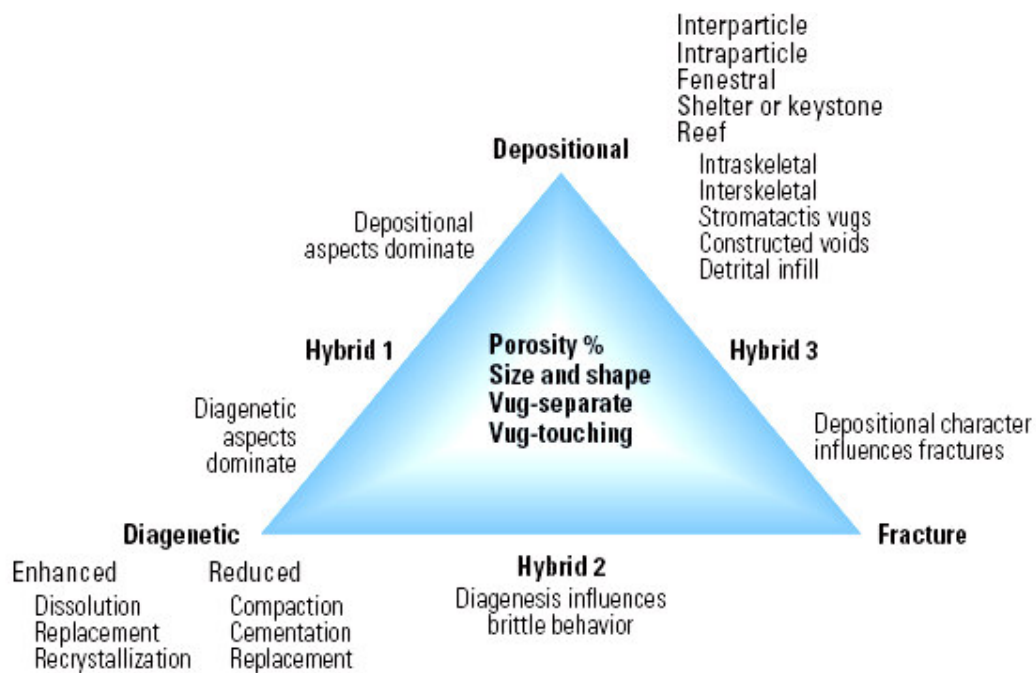 Interparticle
Intraparticle
Fenestral
Shelter or keystone
Reef
Intraskeletal
Interskeletal
Stromatactis vugs
Constructed voids
Detrital infill
Depositional
Depositional
aspects dominate
Hybrid 1
Porosity %
Size and shape
Vug-separate
Vug-touching
Hybrid 3
Diagenetic
aspects
dominate
Depositional character
influences fractures
Diagenetic
Fracture
Enhanced
Dissolution
Replacement
Recrystallization
Reduced
Compaction
Cementation
Replacement
Hybrid 2
Diagenesis influences
brittle behavior